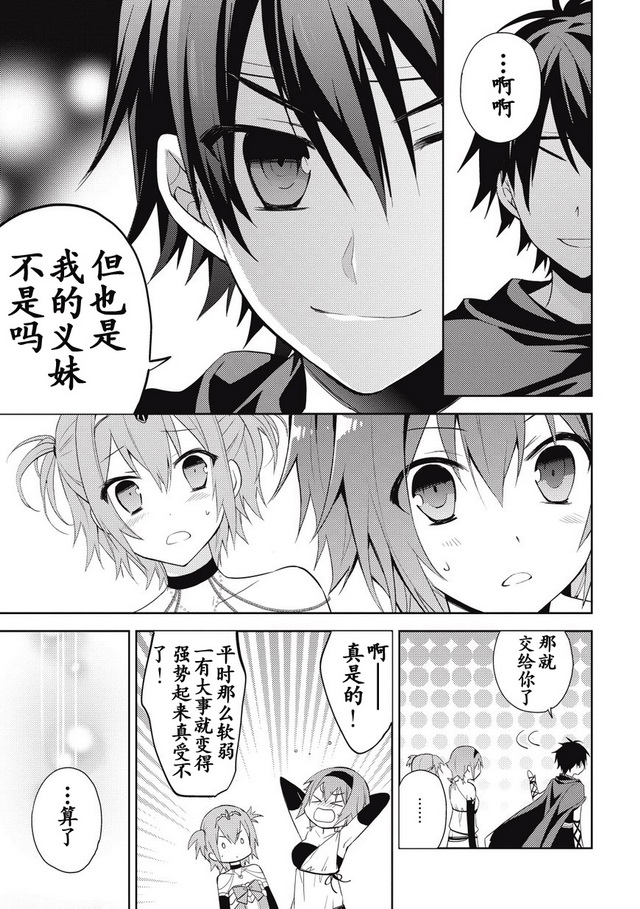 …啊啊
但也是
我的义妹
不是吗
那就
交给你了
……
啊——
真是的！
平时那么软弱
一有大事就变得
强势起来真受不
了！
…算了